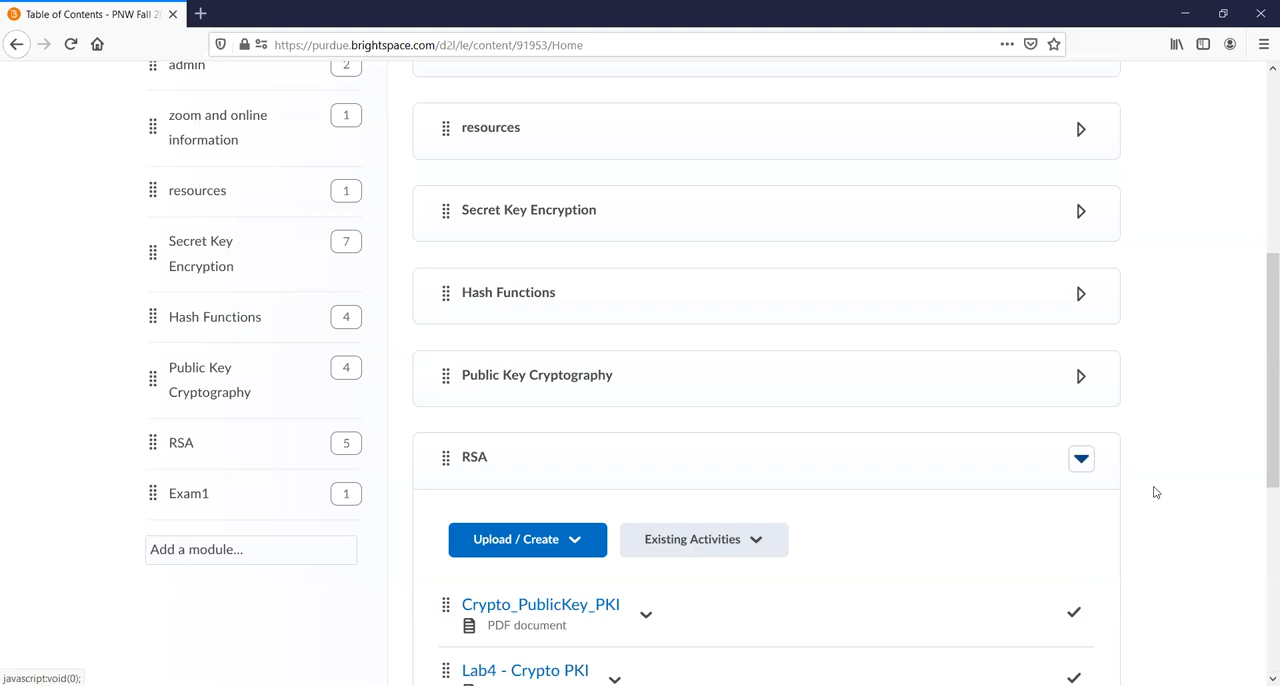 Table of Contents - PNW Fall 2
https://purdue.brightspace.com/d2l/le/content/91953/Home
admin
2
zoom and online
information
1
resources
1
Secret Key
Encryption
7
Hash Functions
4
Public Key
Cryptography
4
RSA
5
Exam1
1
Add a module...
resources
Secret Key Encryption
Hash Functions
Public Key Cryptography
RSA
Upload / Create
Existing Activities
Crypto_PublicKey_PKI
PDF document
Lab4 - Crypto PKI
javascript:void(0);